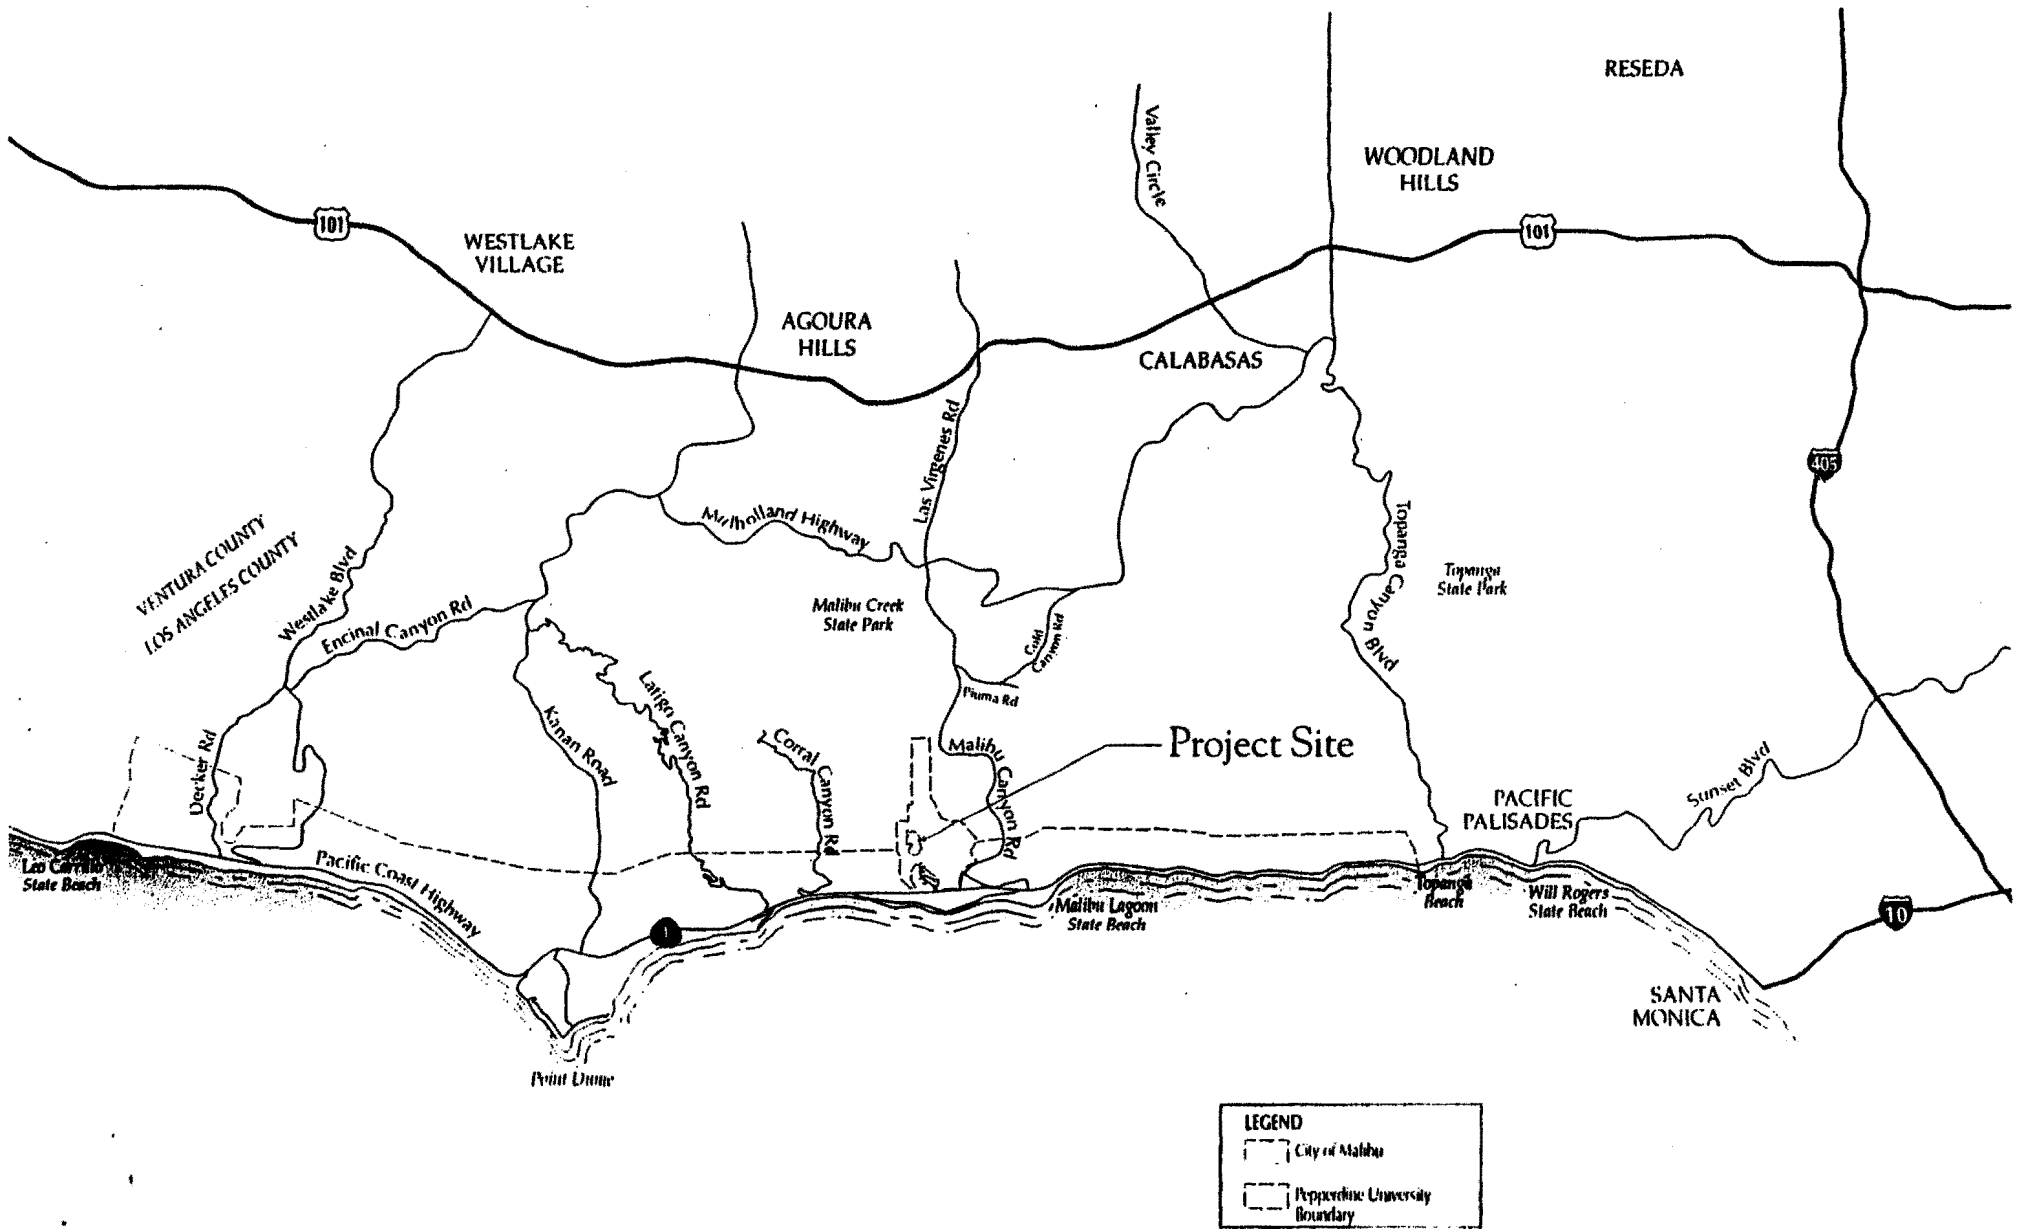 RESEDA
Valley Circle
WOODLAND
HILLS
101
WESTLAKE
VILLAGE
101
AGOURA
HILLS
CALABASAS
Las Virgenes Rd
405
Mulholland Highway
Topanga Canyon Blvd
VENTURA COUNTY
LOS ANGELES COUNTY
Westlake Blvd
Encinal Canyon Rd
Malibu Creek
State Park
Topanga
State Park
Cold
Canyon Rd
Piuma Rd
Latigo Canyon Rd
Kanan Road
Decker Rd
Corral Canyon Rd
Malibu Canyon Rd
Project Site
Sunset Blvd
PACIFIC
PALISADES
Leo Carrillo
State Beach
Pacific Coast Highway
1
Malibu Lagoon
State Beach
Topanga
Beach
Will Rogers
State Beach
10
SANTA
MONICA
Point Dume
LEGEND
City of Malibu
Pepperdine University
Boundary